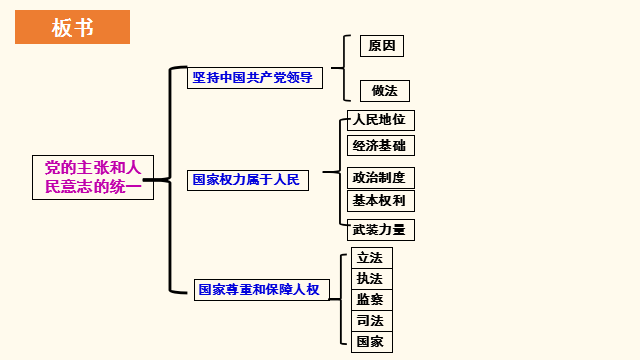 板书
党的主张和人
民意志的统一
坚持中国共产党领导
原因
做法
国家权力属于人民
人民地位
经济基础
政治制度
基本权利
武装力量
国家尊重和保障人权
立法
执法
监察
司法
国家